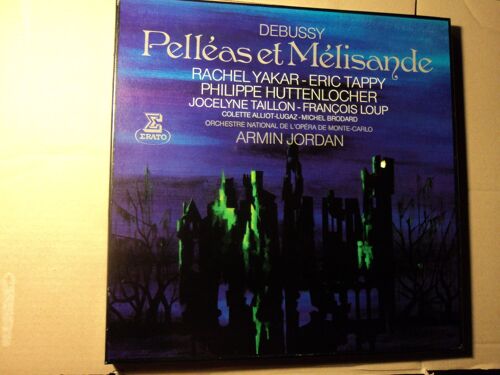 DEBUSSY
Pelléas et Mélisande
RACHEL YAKAR - ERIC TAPPY
PHILIPPE HUTTENLOCHER
JOCELYNE TAILLON - FRANÇOIS LOUP
COLETTE ALLIOT-LUGAZ - MICHEL BRODARD
ORCHESTRE NATIONAL DE L'OPÉRA DE MONTE-CARLO
ARMIN JORDAN
ERATO